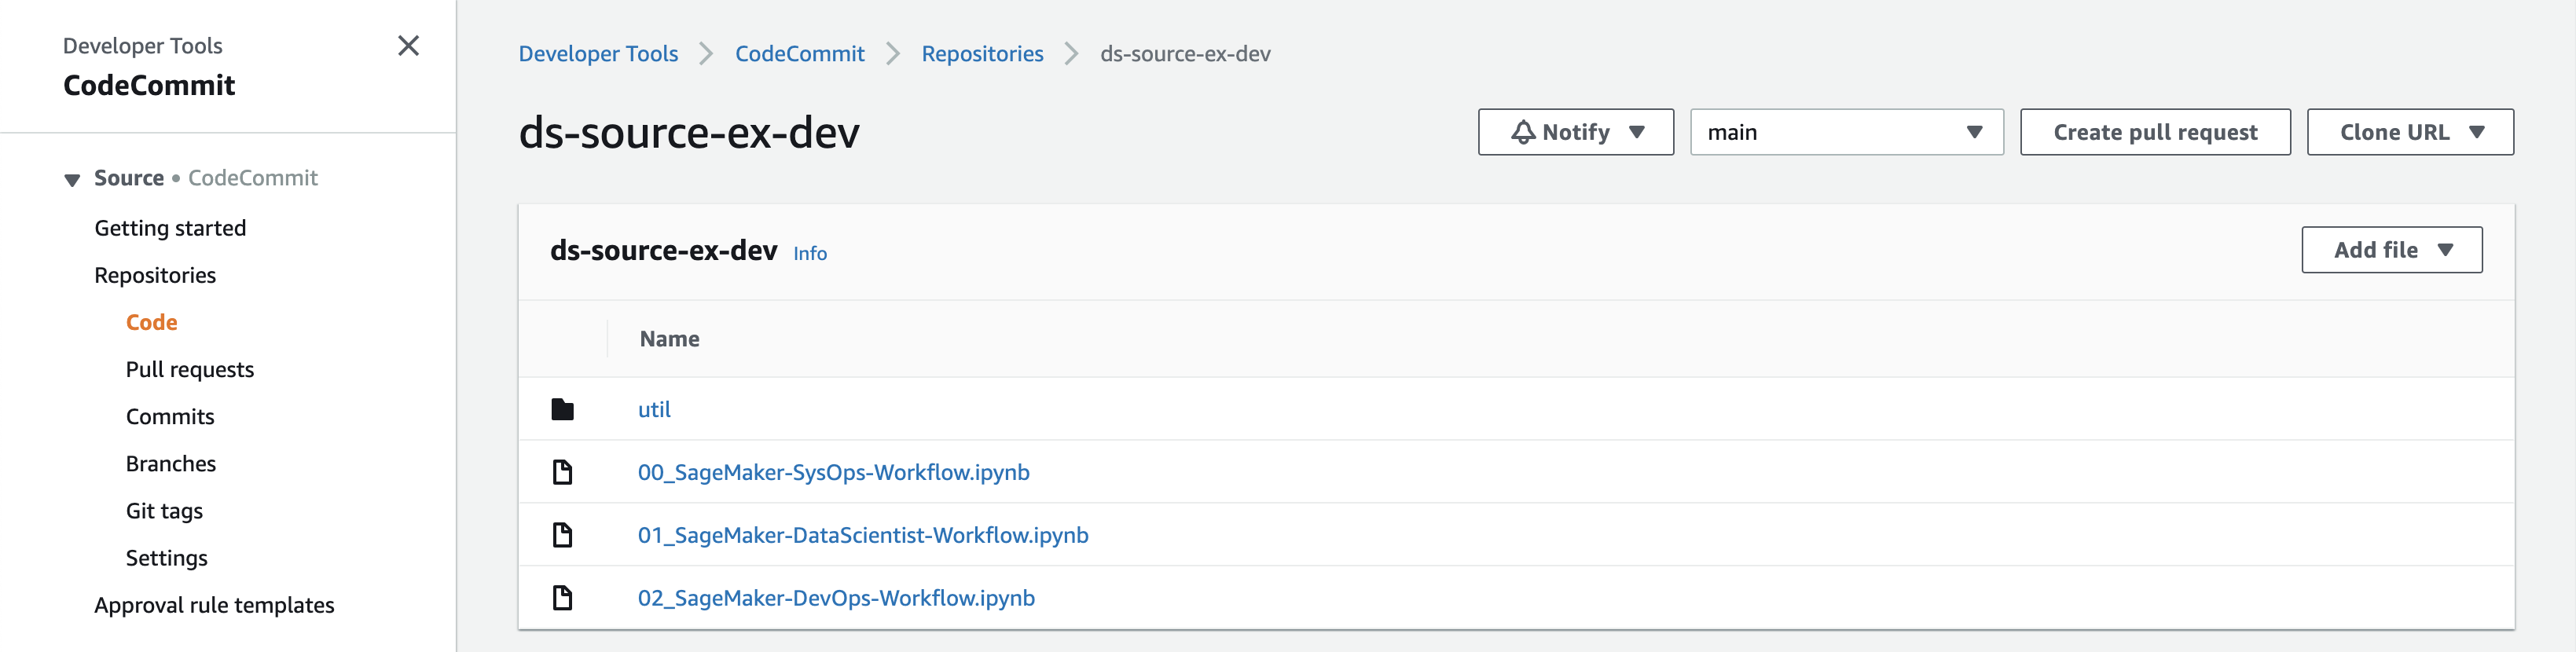 Developer Tools
CodeCommit
Source • CodeCommit
Getting started
Repositories
Code
Pull requests
Commits
Branches
Git tags
Settings
Approval rule templates
Developer Tools > CodeCommit > Repositories > ds-source-ex-dev
ds-source-ex-dev
Notify
main
Create pull request
Clone URL
ds-source-ex-dev Info
Add file
Name
util
00_SageMaker-SysOps-Workflow.ipynb
01_SageMaker-DataScientist-Workflow.ipynb
02_SageMaker-DevOps-Workflow.ipynb